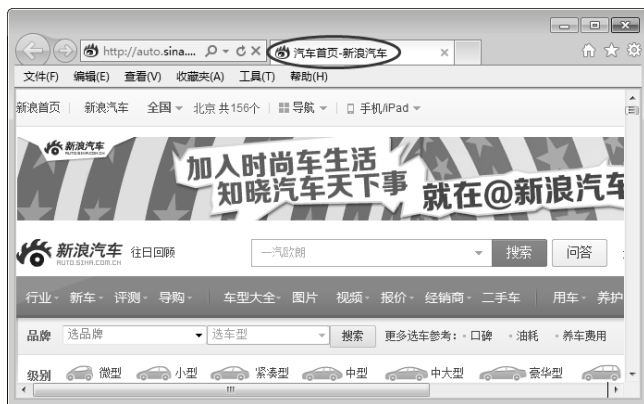 http://auto.sina.... 汽车首页-新浪汽车
文件(F) 编辑(E) 查看(V) 收藏夹(A) 工具(T) 帮助(H)
新浪首页 新浪汽车 全国 北京 共156个 导航 手机/iPad
新浪汽车
AUTO.SINA.COM.CN
加入时尚车生活
知晓汽车天下事 就在@新浪汽车
新浪汽车 往日回顾 一汽欧朗 搜索 问答
AUTO.SINA.COM.CN
行业 新车 评测 导购 车型大全 图片 视频 报价 经销商 二手车 用车 养护
品牌 选品牌 选车型 搜索 更多选车参考: 口碑 油耗 养车费用
级别 微型 小型 紧凑型 中型 中大型 豪华型